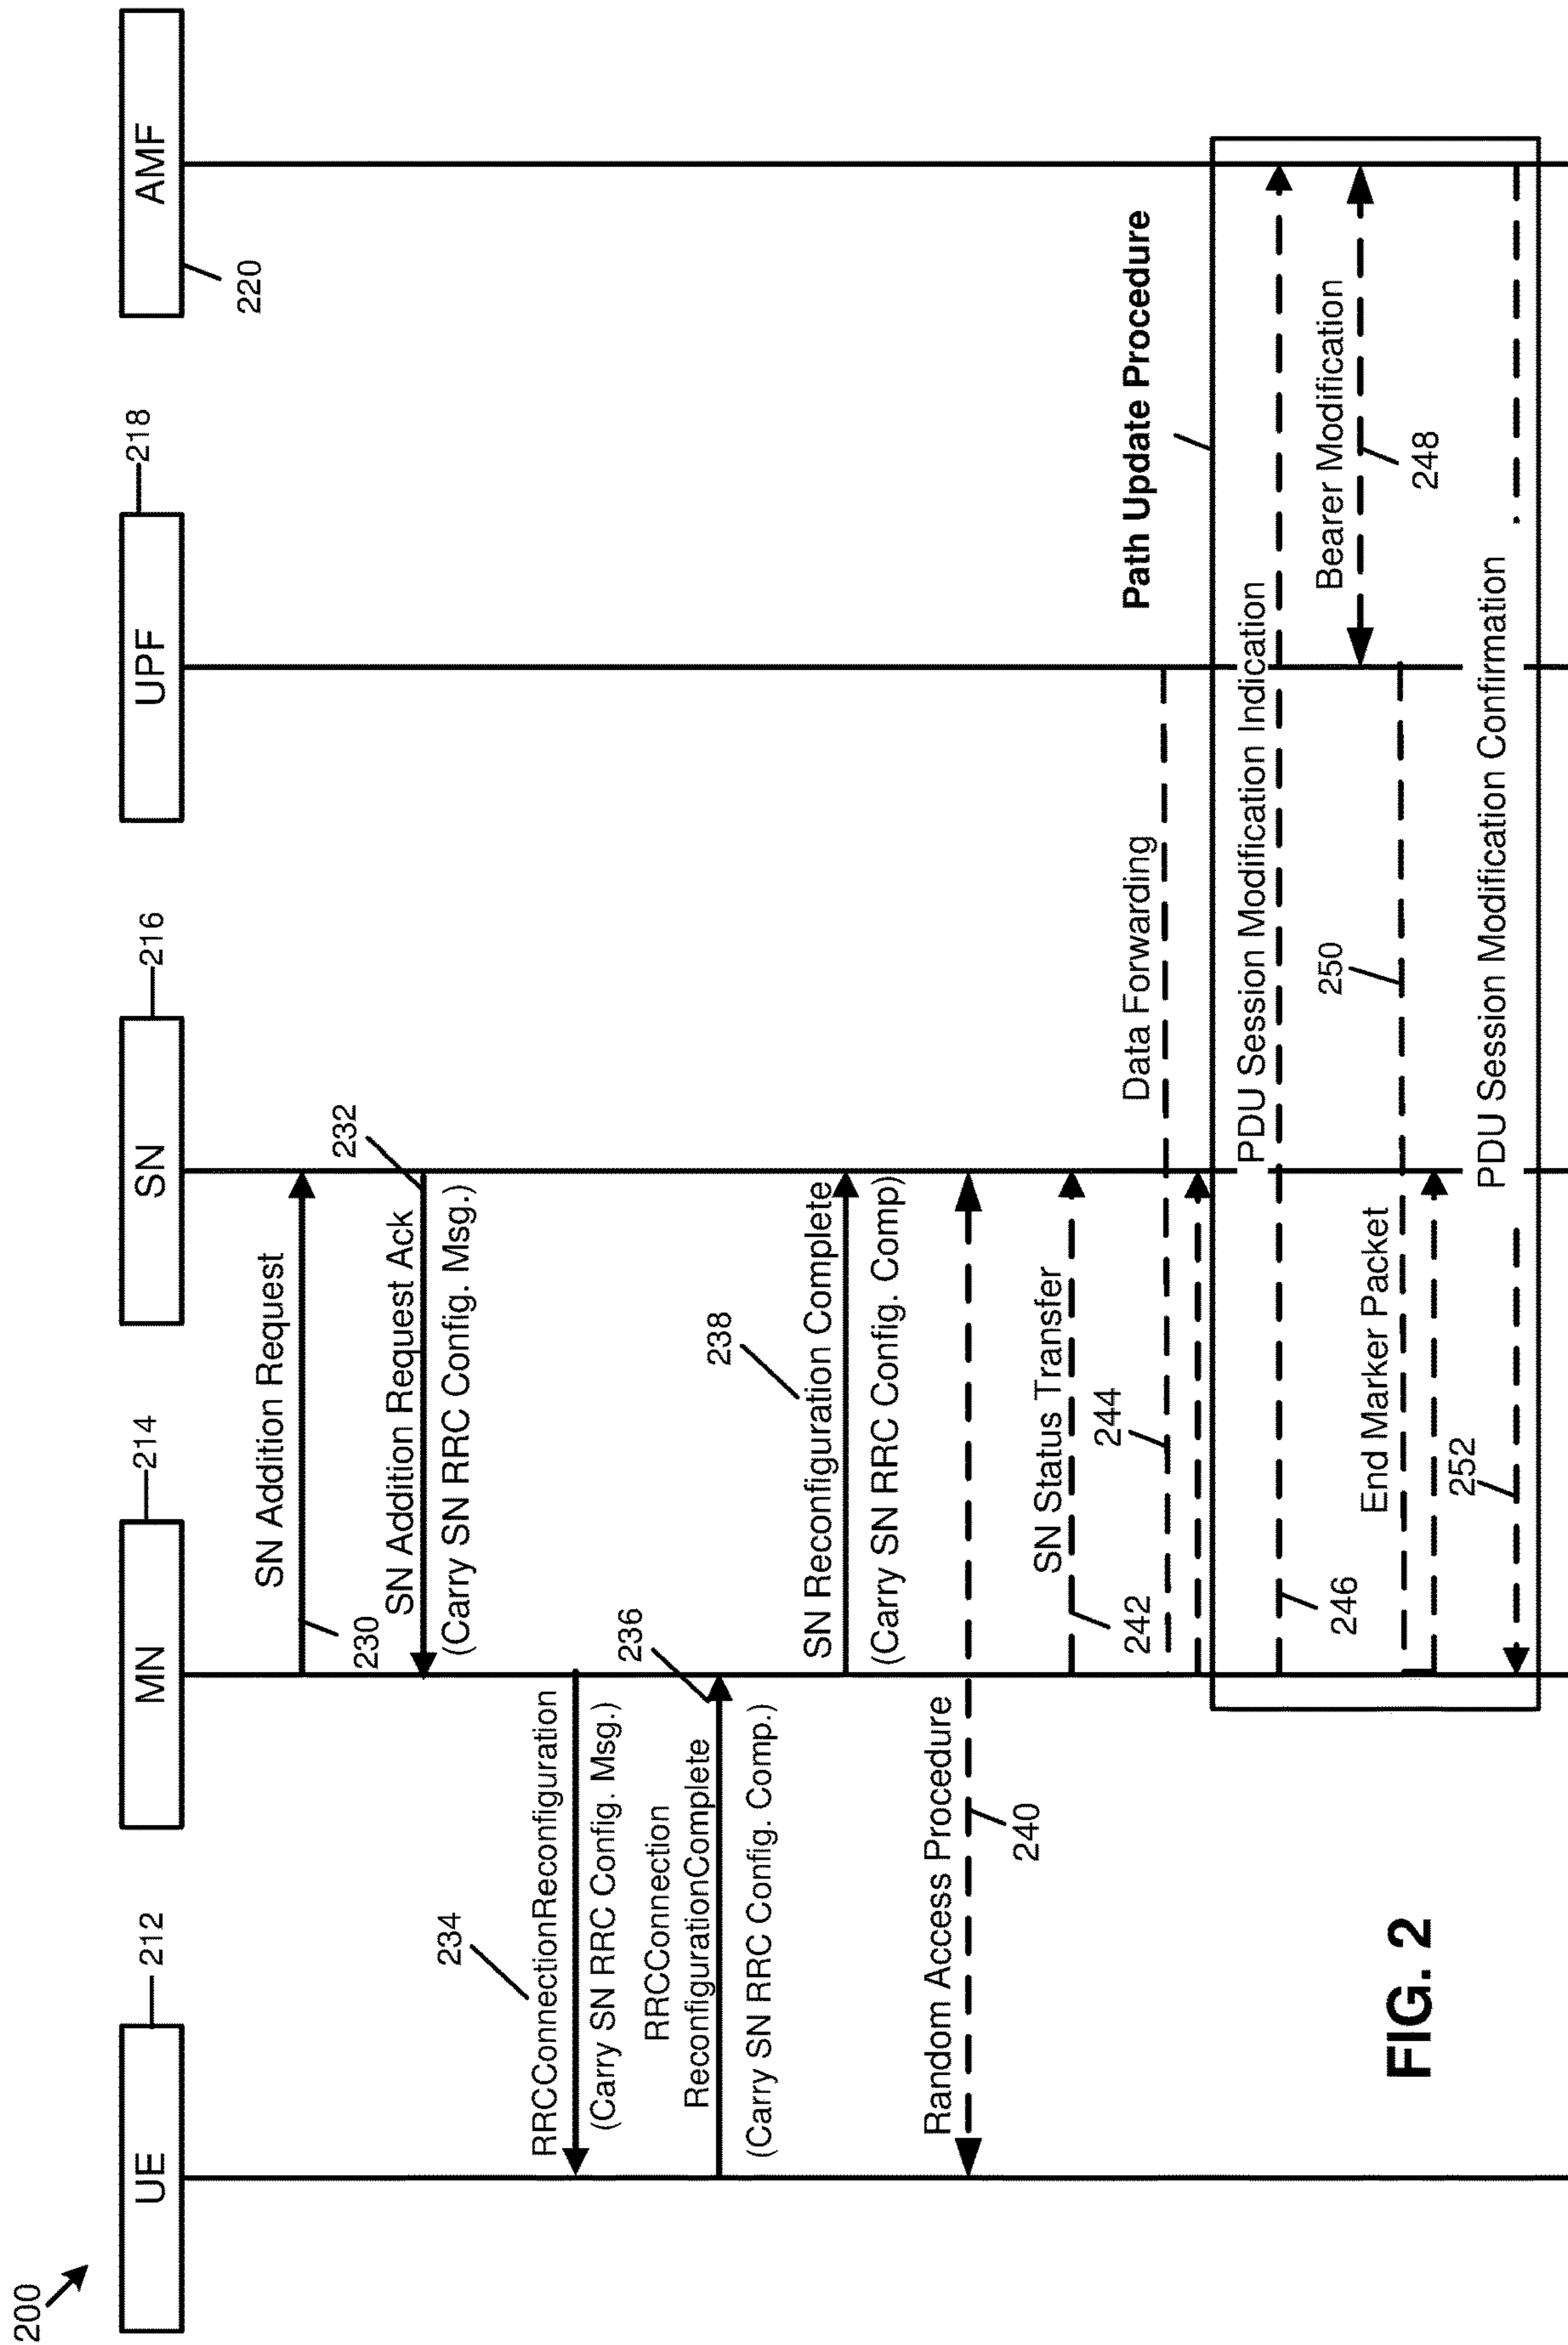 200
UE
212
MN
214
SN
216
UPF
218
AMF
220
SN Addition Request
230
232
SN Addition Request Ack
(Carry SN RRC Config. Msg.)
234
RRCConnectionReconfiguration
(Carry SN RRC Config. Msg.)
236
RRCConnection
ReconfigurationComplete
(Carry SN RRC Config. Comp.)
238
SN Reconfiguration Complete
(Carry SN RRC Config. Comp)
Random Access Procedure
240
SN Status Transfer
242
244
Data Forwarding
Path Update Procedure
PDU Session Modification Indication
246
Bearer Modification
248
250
End Marker Packet
252
PDU Session Modification Confirmation
FIG. 2